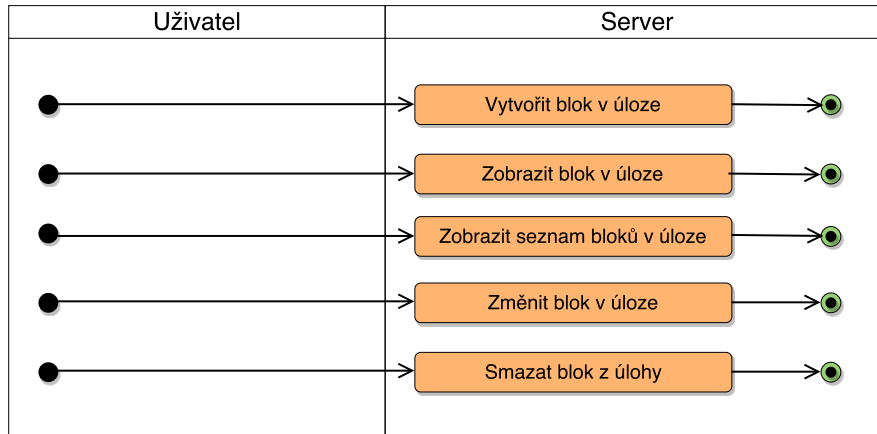 Uživatel
Server
Vytvořit blok v úloze
Zobrazit blok v úloze
Zobrazit seznam bloků v úloze
Změnit blok v úloze
Smazat blok z úlohy